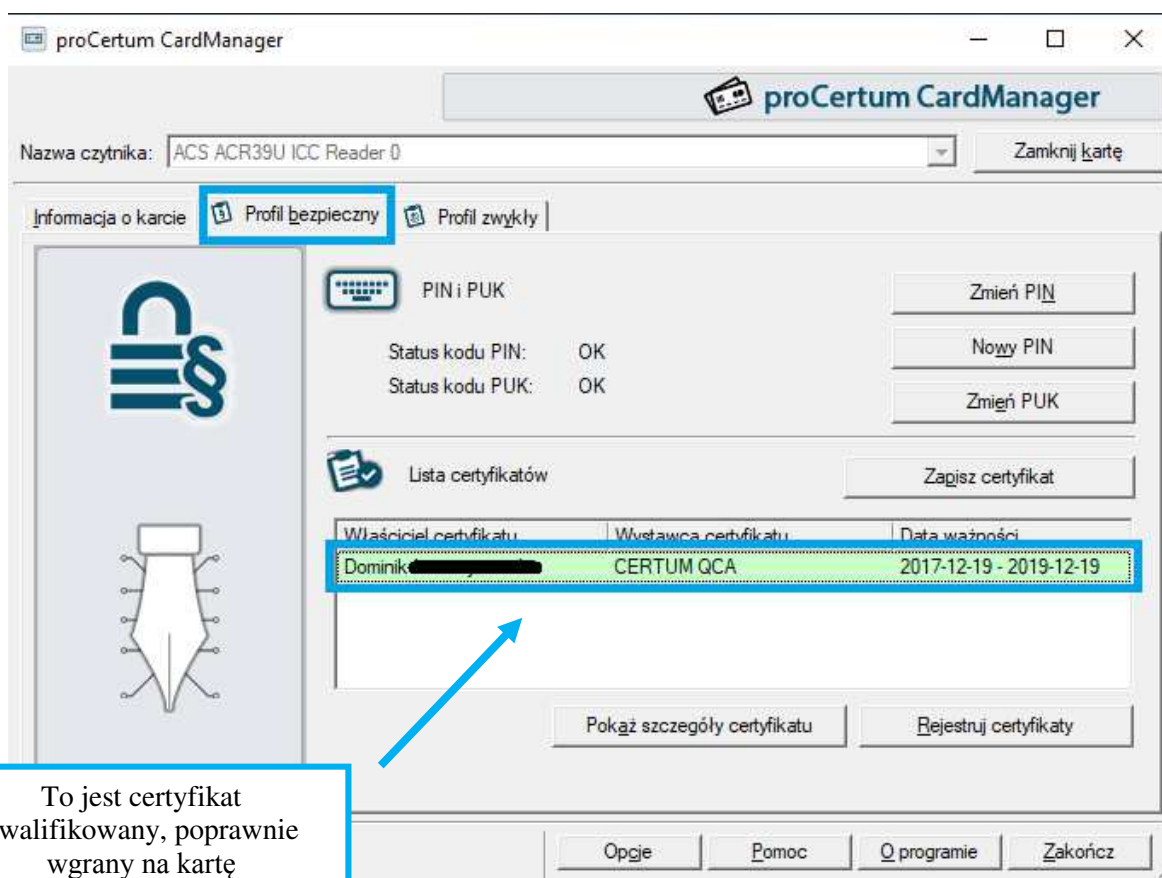 proCertum CardManager
proCertum CardManager
Nazwa czytnika: ACS ACR39U ICC Reader 0 Zamknij kartę
Informacja o karcie Profil bezpieczny Profil zwykły
PIN i PUK Zmień PIN
Status kodu PIN: OK Nowy PIN
Status kodu PUK: OK Zmień PUK
Lista certyfikatów Zapisz certyfikat
Właściciel certyfikatu Wystawca certyfikatu Data ważności
Dominik CERTUM QCA 2017-12-19 - 2019-12-19
Pokaż szczegóły certyfikatu Rejestruj certyfikaty
To jest certyfikat
walifikowany, poprawnie
wgrany na kartę
Opcje Pomoc O programie Zakończ